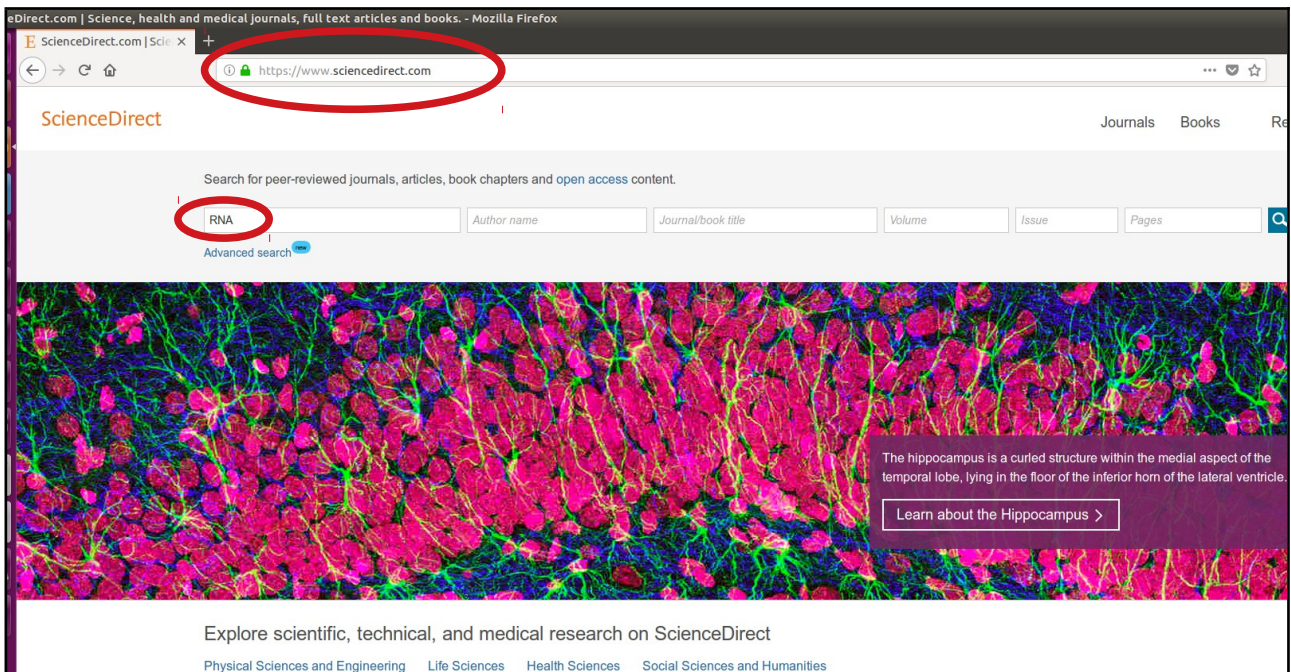 eDirect.com | Science, health and medical journals, full text articles and books. - Mozilla Firefox
E ScienceDirect.com | Scie × +
https://www.sciencedirect.com
ScienceDirect Journals Books Re
Search for peer-reviewed journals, articles, book chapters and open access content.
RNA Author name Journal/book title Volume Issue Pages
Advanced search new
The hippocampus is a curled structure within the medial aspect of the
temporal lobe, lying in the floor of the inferior horn of the lateral ventricle.
Learn about the Hippocampus >
Explore scientific, technical, and medical research on ScienceDirect
Physical Sciences and Engineering Life Sciences Health Sciences Social Sciences and Humanities